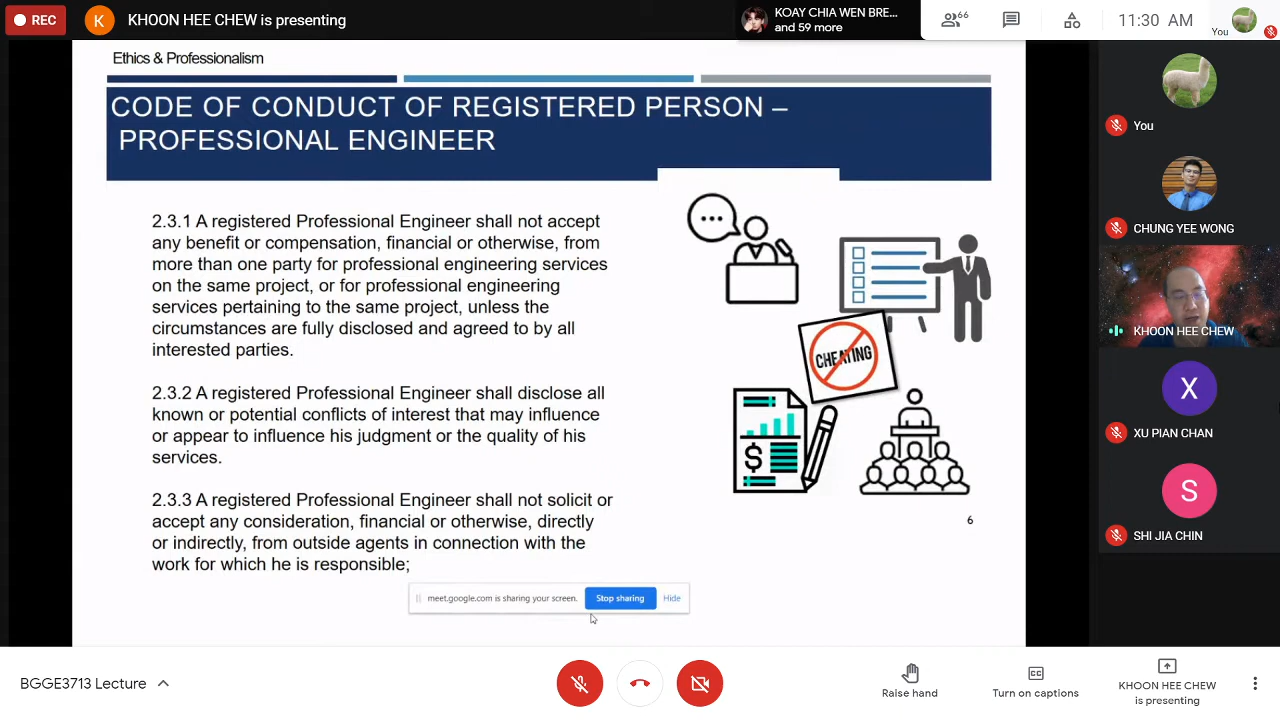 REC
K
KHOON HEE CHEW is presenting
KOAY CHIA WEN BRE...
and 59 more
66
11:30 AM
You
Ethics & Professionalism
CODE OF CONDUCT OF REGISTERED PERSON –
PROFESSIONAL ENGINEER
2.3.1 A registered Professional Engineer shall not accept
any benefit or compensation, financial or otherwise, from
more than one party for professional engineering services
on the same project, or for professional engineering
services pertaining to the same project, unless the
circumstances are fully disclosed and agreed to by all
interested parties.
2.3.2 A registered Professional Engineer shall disclose all
known or potential conflicts of interest that may influence
or appear to influence his judgment or the quality of his
services.
2.3.3 A registered Professional Engineer shall not solicit or
accept any consideration, financial or otherwise, directly
or indirectly, from outside agents in connection with the
work for which he is responsible;
CHEATING
$
6
meet.google.com is sharing your screen.
Stop sharing
Hide
You
CHUNG YEE WONG
KHOON HEE CHEW
X
XU PIAN CHAN
S
SHI JIA CHIN
BGGE3713 Lecture
Raise hand
Turn on captions
KHOON HEE CHEW
is presenting